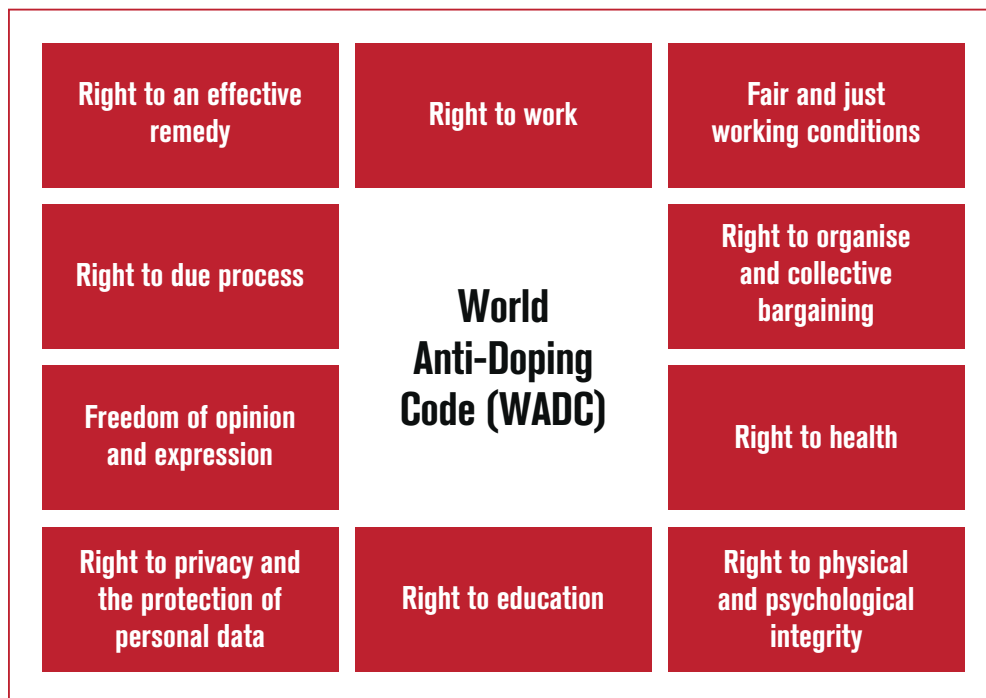 Right to an effective
remedy
Right to work
Fair and just
working conditions
Right to due process
World
Anti-Doping
Code (WADC)
Right to organise
and collective
bargaining
Freedom of opinion
and expression
Right to health
Right to privacy and
the protection of
personal data
Right to education
Right to physical
and psychological
integrity